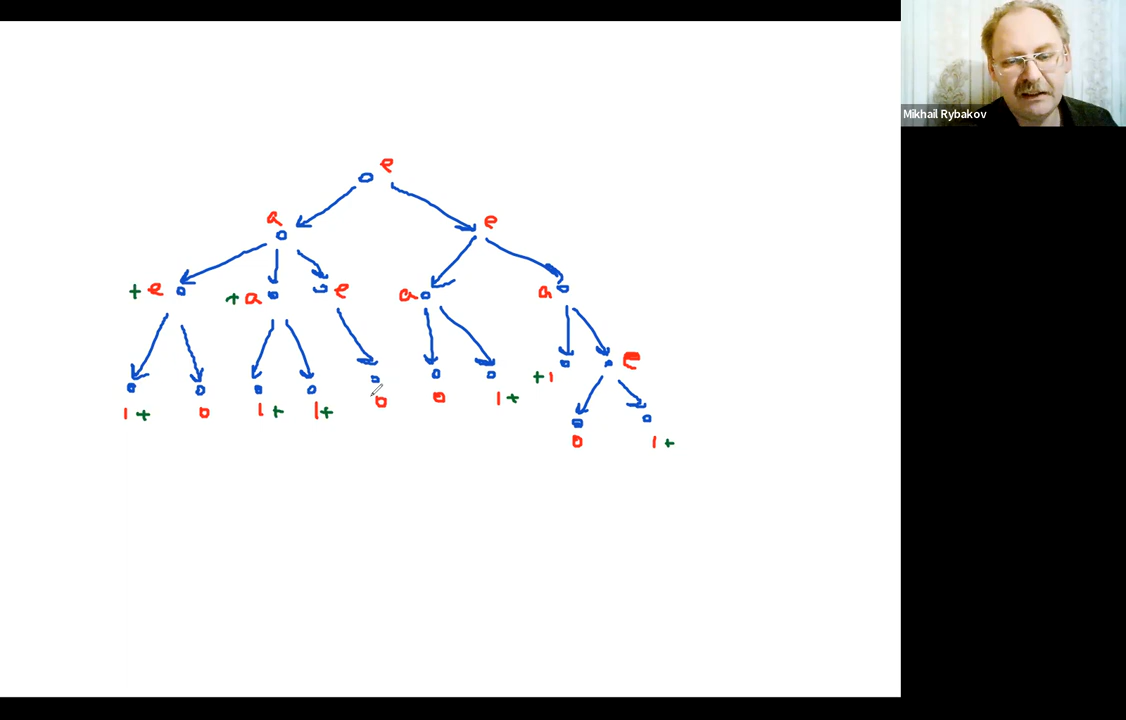 Mikhail Rybakov
e
a e
+ e + a e a a
e
+ 1
1 + 0 1 + 1 + 0 0 1 +
0 1 +